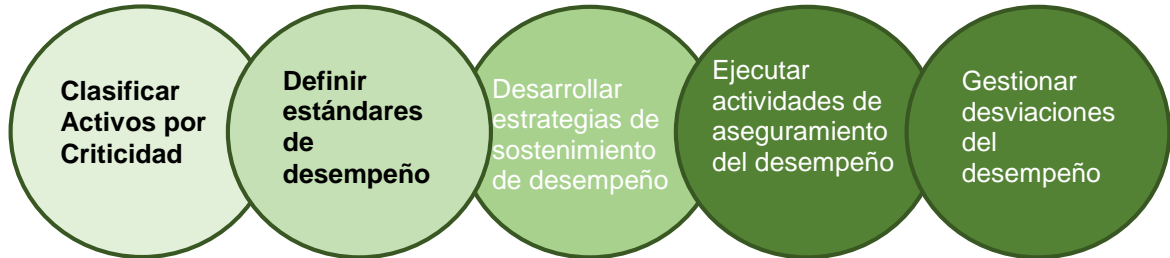 Clasificar
Activos por
Criticidad
Definir
estándares
de
desempeño
Desarrollar
estrategias de
sostenimiento
de desempeño
Ejecutar
actividades de
aseguramiento
del desempeño
Gestionar
desviaciones
del
desempeño